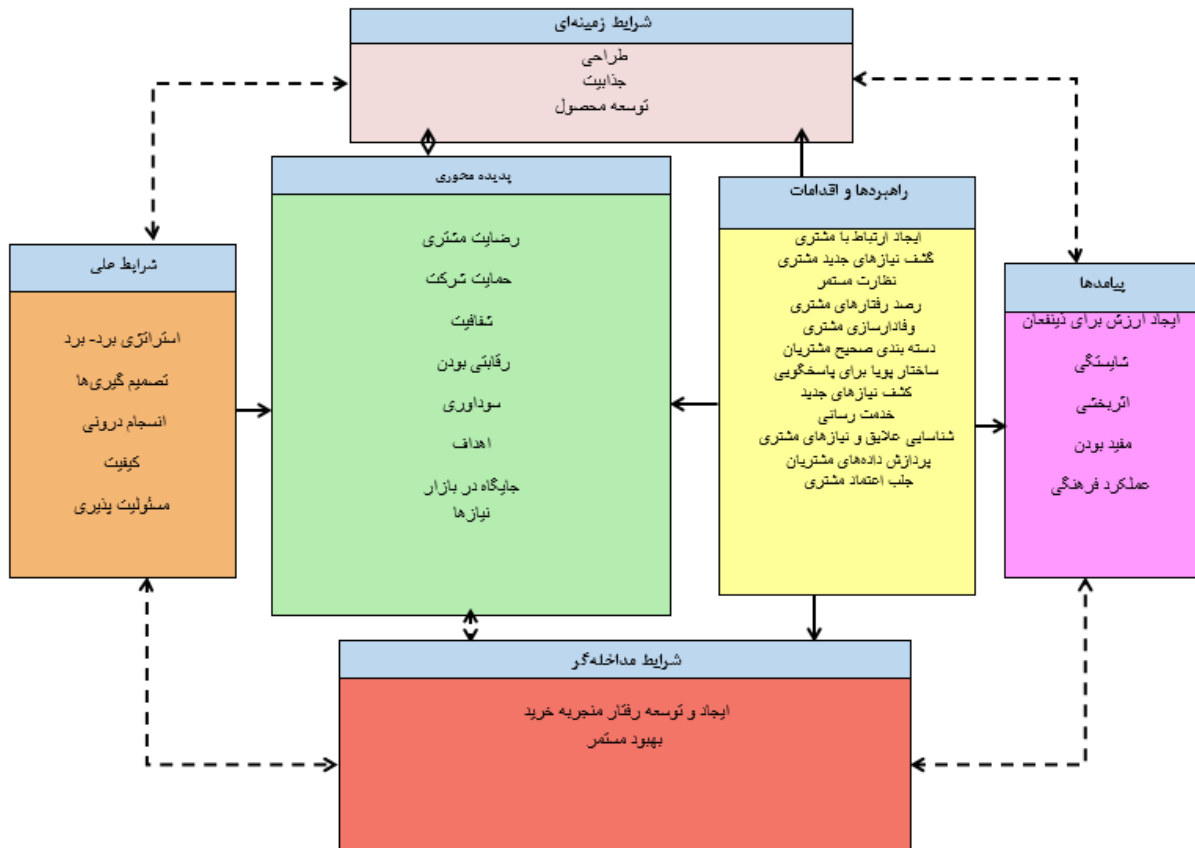 شرایط زمینه‌ای
طراحی
جذابیت
توسعه محصول
پدیده محوری
رضایت مشتری
حمایت شرکت
شفافیت
رقابتی بودن
سوداوری
اهداف
جایگاه در بازار
نیازها
راهبردها و اقدامات
ایجاد ارتباط با مشتری
گشف نیازهای جدید مشتری
نظارت مستمر
رصد رفتارهای مشتری
وفادارسازی مشتری
دسته بندی صحیح مشتریان
ساختار پویا برای پاسخگویی
کشف نیازهای جدید
خدمت رسانی
شناسایی علایق و نیازهای مشتری
پردازش داده‌های مشتریان
جلب اعتماد مشتری
شرایط علی
استراتژی برد- برد
تصمیم گیری‌ها
انسجام درونی
کیفیت
مسئولیت پذیری
پیامدها
ایجاد ارزش برای ذینفعان
شایستگی
اثربخشی
مفید بودن
عملکرد فرهنگی
شرایط مداخله‌گر
ایجاد و توسعه رفتار منجربه خرید
بهبود مستمر